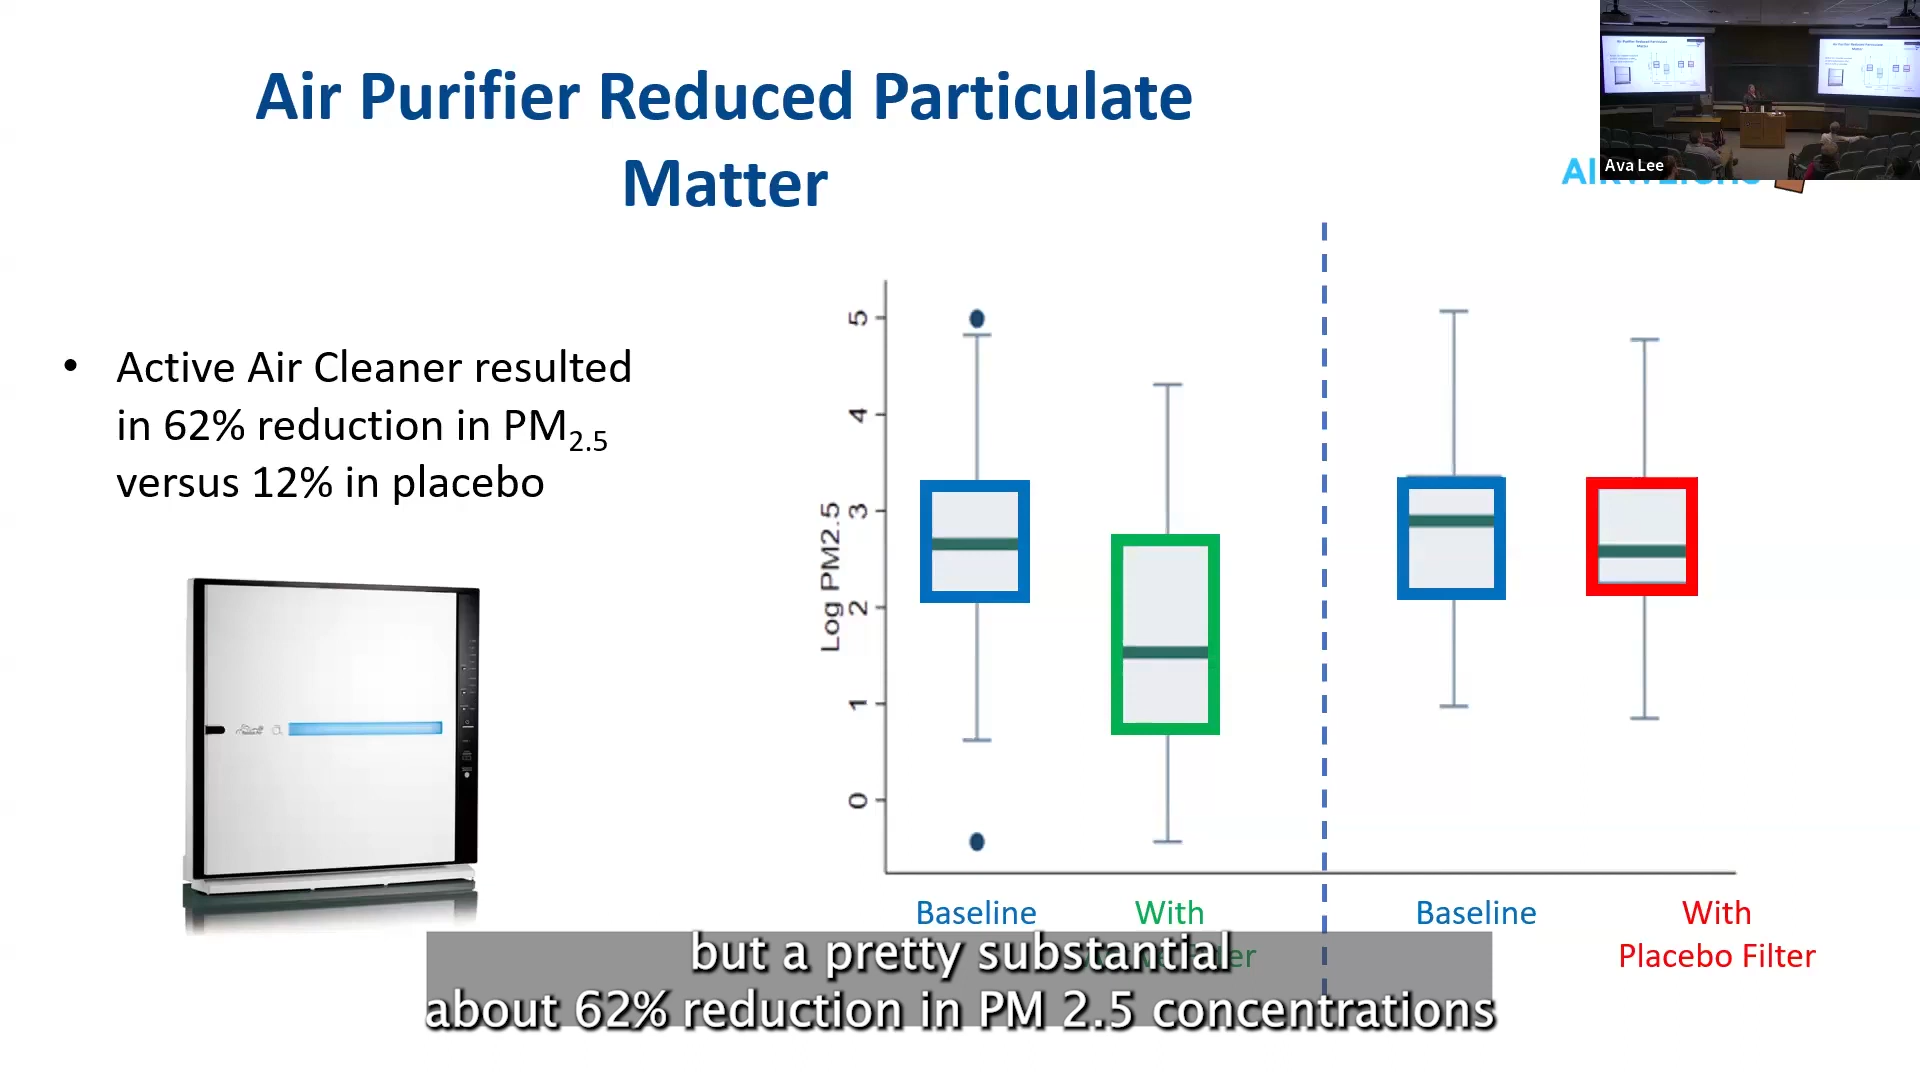 Air Purifier Reduced Particulate
Matter
Ava Lee
• Active Air Cleaner resulted
in 62% reduction in PM2.5
versus 12% in placebo
Log PM2.5
5
4
3
2
1
0
Baseline
With
Baseline
With
Placebo Filter
but a pretty substantial
about 62% reduction in PM 2.5 concentrations